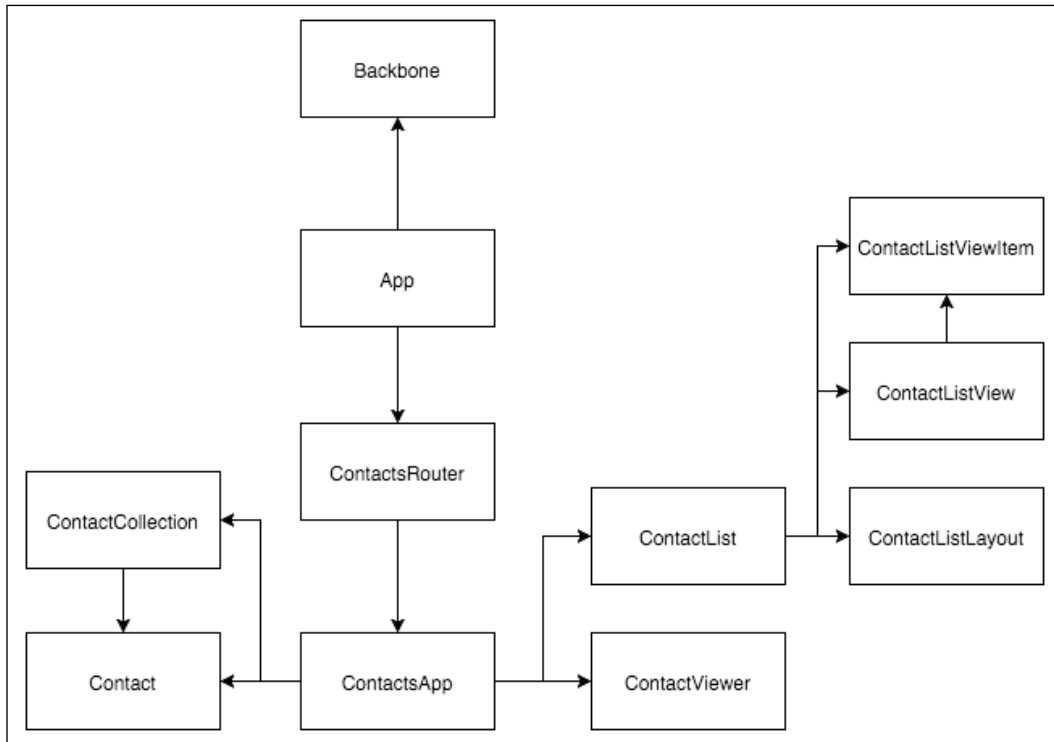 Backbone
App
ContactListViewItem
ContactListView
ContactsRouter
ContactCollection
ContactList
ContactListLayout
Contact
ContactsApp
ContactViewer